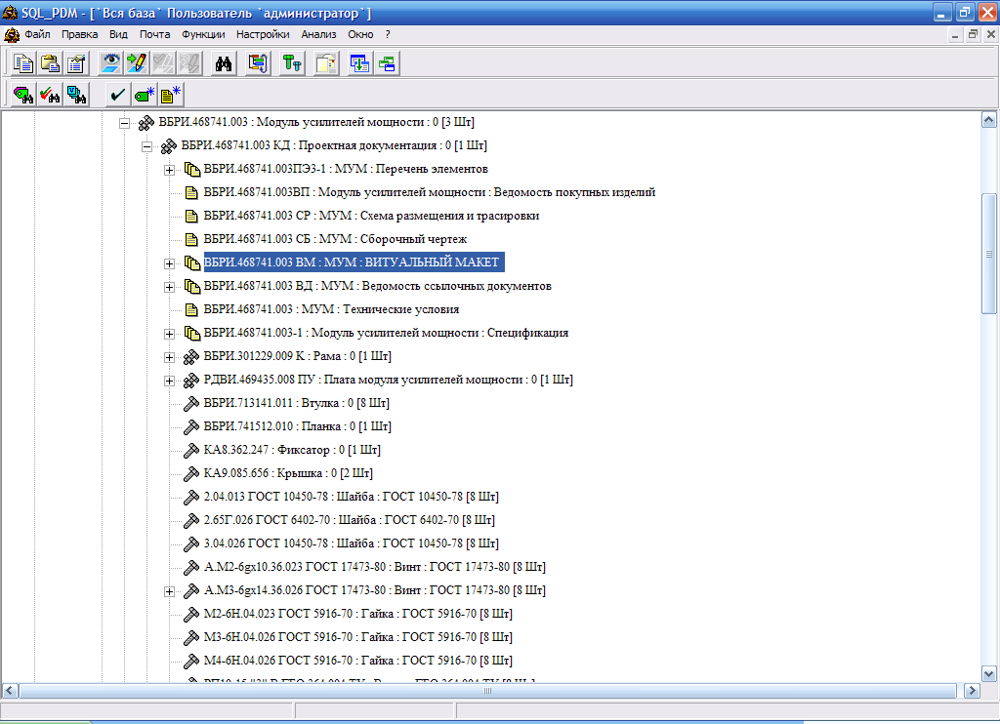 SQL_PDM - [`Вся база` Пользователь `администратор`]
Файл Правка Вид Почта Функции Настройки Анализ Окно ?
ВБРИ.468741.003 : Модуль усилителей мощности : 0 [3 Шт]
ВБРИ.468741.003 КД : Проектная документация : 0 [1 Шт]
ВБРИ.468741.003ПЭ3-1 : МУМ : Перечень элементов
ВБРИ.468741.003ВП : Модуль усилителей мощности : Ведомость покупных изделий
ВБРИ.468741.003 СР : МУМ : Схема размещения и трасировки
ВБРИ.468741.003 СБ : МУМ : Сборочный чертеж
ВБРИ.468741.003 ВМ : МУМ : ВИТУАЛЬНЫЙ МАКЕТ
ВБРИ.468741.003 ВД : МУМ : Ведомость ссылочных документов
ВБРИ.468741.003 : МУМ : Технические условия
ВБРИ.468741.003-1 : Модуль усилителей мощности : Спецификация
ВБРИ.301229.009 К : Рама : 0 [1 Шт]
РДВИ.469435.008 ПУ : Плата модуля усилителей мощности : 0 [1 Шт]
ВБРИ.713141.011 : Втулка : 0 [8 Шт]
ВБРИ.741512.010 : Планка : 0 [1 Шт]
КА8.362.247 : Фиксатор : 0 [1 Шт]
КА9.085.656 : Крышка : 0 [2 Шт]
2.04.013 ГОСТ 10450-78 : Шайба : ГОСТ 10450-78 [8 Шт]
2.65Г.026 ГОСТ 6402-70 : Шайба : ГОСТ 6402-70 [8 Шт]
3.04.026 ГОСТ 10450-78 : Шайба : ГОСТ 10450-78 [8 Шт]
А.М2-6gx10.36.023 ГОСТ 17473-80 : Винт : ГОСТ 17473-80 [8 Шт]
А.М3-6gx14.36.026 ГОСТ 17473-80 : Винт : ГОСТ 17473-80 [8 Шт]
М2-6Н.04.023 ГОСТ 5916-70 : Гайка : ГОСТ 5916-70 [8 Шт]
М3-6Н.04.026 ГОСТ 5916-70 : Гайка : ГОСТ 5916-70 [8 Шт]
М4-6Н.04.026 ГОСТ 5916-70 : Гайка : ГОСТ 5916-70 [8 Шт]